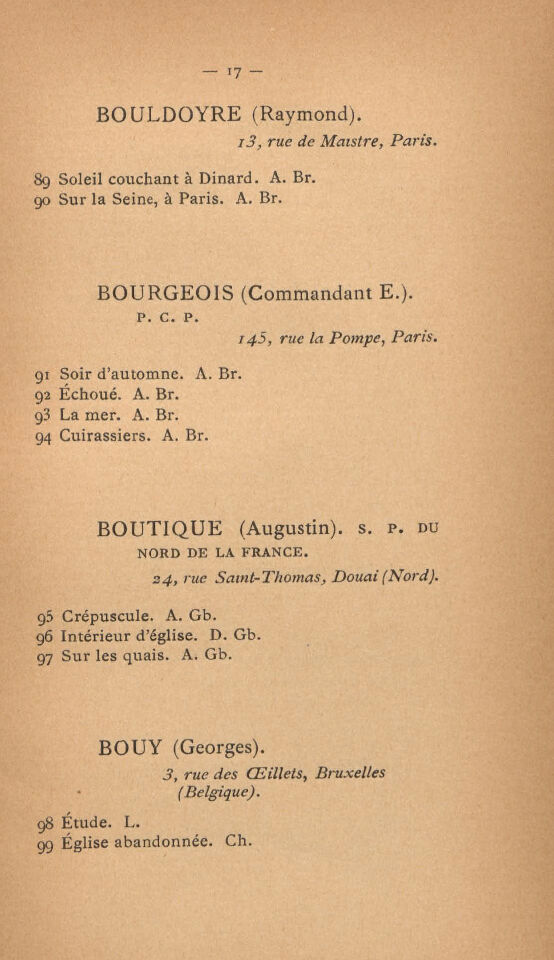 — 17 —
BOULDOYRE (Raymond).
13, rue de Maistre, Paris.
89 Soleil couchant à Dinard. A. Br.
90 Sur la Seine, à Paris. A. Br.
BOURGEOIS (Commandant E.).
P. C. P.
145, rue la Pompe, Paris.
91 Soir d'automne. A. Br.
92 Échoué. A. Br.
93 La mer. A. Br.
94 Cuirassiers. A. Br.
BOUTIQUE (Augustin). S. P. DU
NORD DE LA FRANCE.
24, rue Saint-Thomas, Douai (Nord).
95 Crépuscule. A. Gb.
96 Intérieur d'église. D. Gb.
97 Sur les quais. A. Gb.
BOUY (Georges).
3, rue des Œillets, Bruxelles
(Belgique).
98 Étude. L.
99 Église abandonnée. Ch.